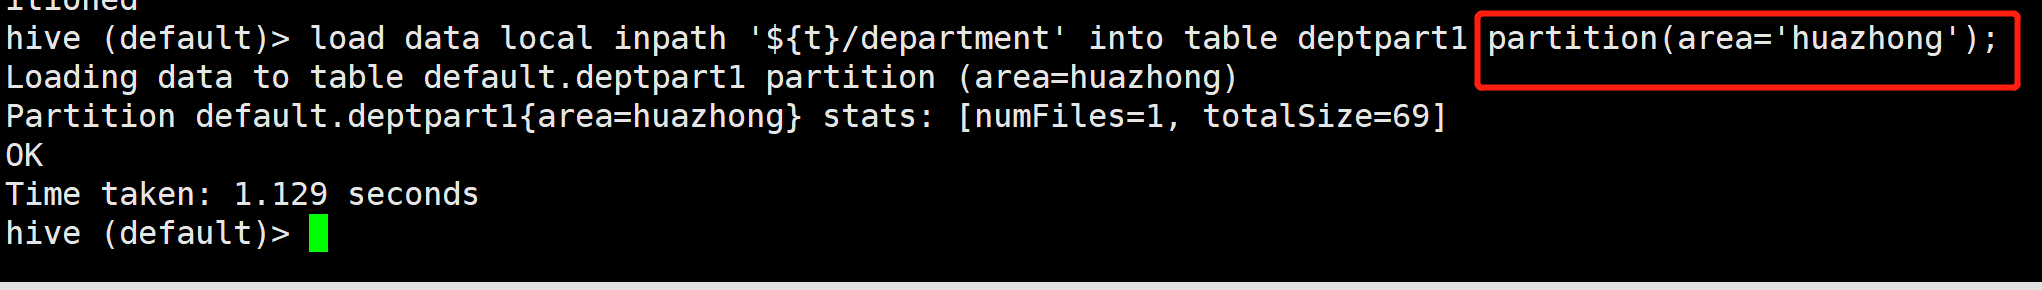 itioned
hive (default)> load data local inpath '${t}/department' into table deptpart1 partition(area='huazhong');
Loading data to table default.deptpart1 partition (area=huazhong)
Partition default.deptpart1{area=huazhong} stats: [numFiles=1, totalSize=69]
OK
Time taken: 1.129 seconds
hive (default)>